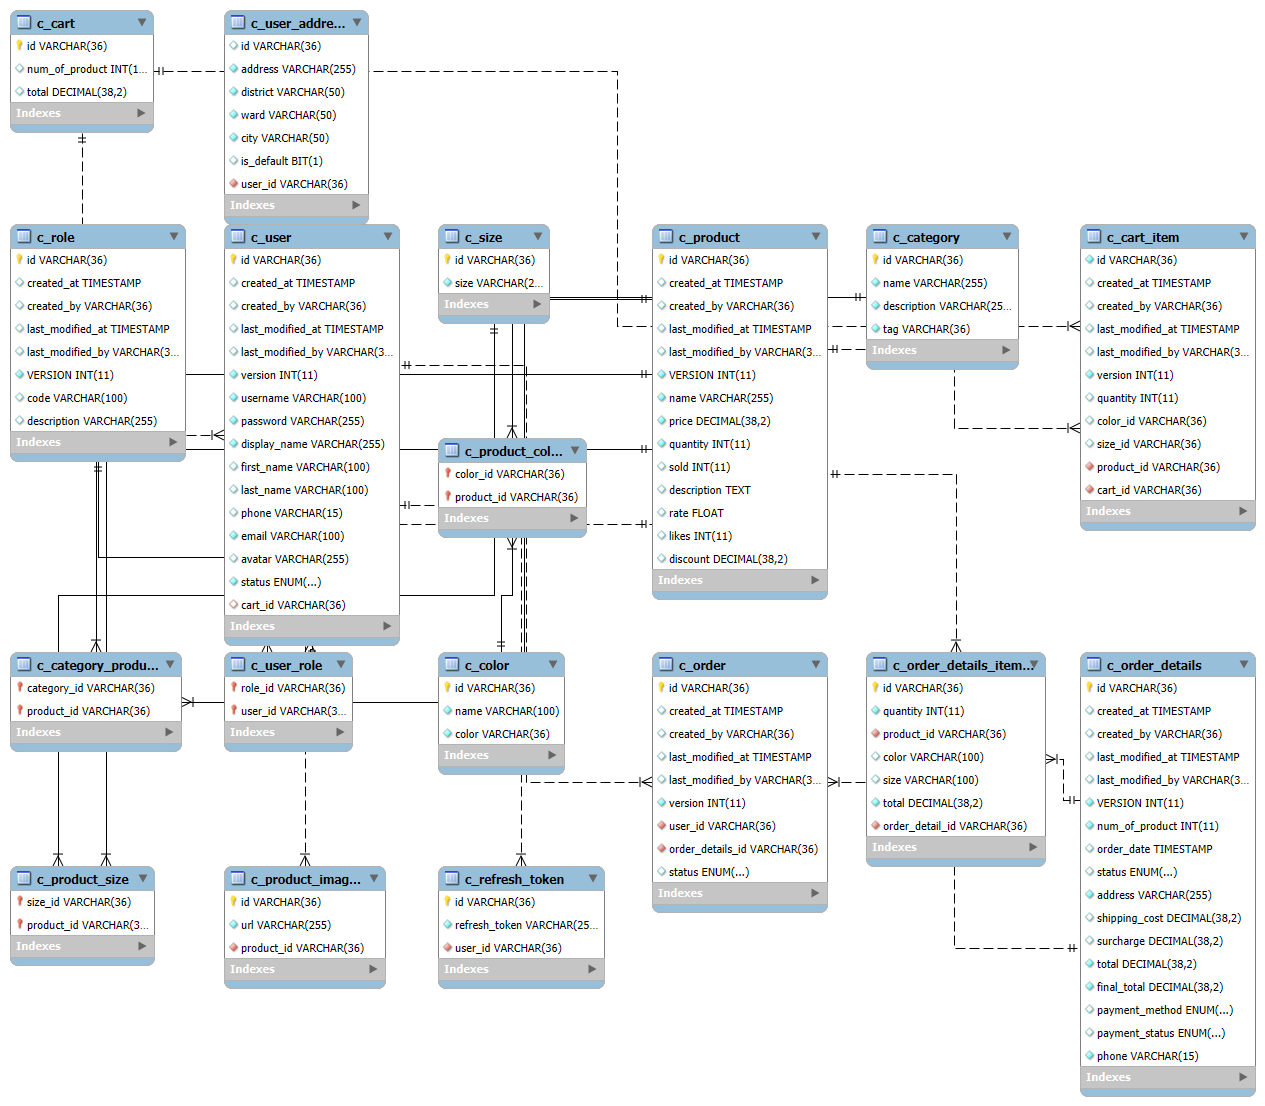 c_cart
id VARCHAR(36)
num_of_product INT(1...
total DECIMAL(38,2)
Indexes
c_user_addre...
id VARCHAR(36)
address VARCHAR(255)
district VARCHAR(50)
ward VARCHAR(50)
city VARCHAR(50)
is_default BIT(1)
user_id VARCHAR(36)
Indexes
c_role
id VARCHAR(36)
created_at TIMESTAMP
created_by VARCHAR(36)
last_modified_at TIMESTAMP
last_modified_by VARCHAR(3...
VERSION INT(11)
code VARCHAR(100)
description VARCHAR(255)
Indexes
c_user
id VARCHAR(36)
created_at TIMESTAMP
created_by VARCHAR(36)
last_modified_at TIMESTAMP
last_modified_by VARCHAR(3...
version INT(11)
username VARCHAR(100)
password VARCHAR(255)
display_name VARCHAR(255)
first_name VARCHAR(100)
last_name VARCHAR(100)
phone VARCHAR(15)
email VARCHAR(100)
avatar VARCHAR(255)
status ENUM(...)
cart_id VARCHAR(36)
Indexes
c_size
id VARCHAR(36)
size VARCHAR(2...
Indexes
c_product
id VARCHAR(36)
created_at TIMESTAMP
created_by VARCHAR(36)
last_modified_at TIMESTAMP
last_modified_by VARCHAR(3...
VERSION INT(11)
name VARCHAR(255)
price DECIMAL(38,2)
quantity INT(11)
sold INT(11)
description TEXT
rate FLOAT
likes INT(11)
discount DECIMAL(38,2)
Indexes
c_category
id VARCHAR(36)
name VARCHAR(255)
description VARCHAR(25...
tag VARCHAR(36)
Indexes
c_cart_item
id VARCHAR(36)
created_at TIMESTAMP
created_by VARCHAR(36)
last_modified_at TIMESTAMP
last_modified_by VARCHAR(3...
version INT(11)
quantity INT(11)
color_id VARCHAR(36)
size_id VARCHAR(36)
product_id VARCHAR(36)
cart_id VARCHAR(36)
Indexes
c_product_col...
color_id VARCHAR(36)
product_id VARCHAR(36)
Indexes
c_category_produ...
category_id VARCHAR(36)
product_id VARCHAR(36)
Indexes
c_user_role
role_id VARCHAR(36)
user_id VARCHAR(3...
Indexes
c_color
id VARCHAR(36)
name VARCHAR(100)
color VARCHAR(36)
Indexes
c_order
id VARCHAR(36)
created_at TIMESTAMP
created_by VARCHAR(36)
last_modified_at TIMESTAMP
last_modified_by VARCHAR(3...
version INT(11)
user_id VARCHAR(36)
order_details_id VARCHAR(36)
status ENUM(...)
Indexes
c_order_details_item...
id VARCHAR(36)
quantity INT(11)
product_id VARCHAR(36)
color VARCHAR(100)
size VARCHAR(100)
total DECIMAL(38,2)
order_detail_id VARCHAR(36)
Indexes
c_order_details
id VARCHAR(36)
created_at TIMESTAMP
created_by VARCHAR(36)
last_modified_at TIMESTAMP
last_modified_by VARCHAR(3...
VERSION INT(11)
num_of_product INT(11)
order_date TIMESTAMP
status ENUM(...)
address VARCHAR(255)
shipping_cost DECIMAL(38,2)
surcharge DECIMAL(38,2)
total DECIMAL(38,2)
final_total DECIMAL(38,2)
payment_method ENUM(...)
payment_status ENUM(...)
phone VARCHAR(15)
Indexes
c_product_size
size_id VARCHAR(36)
product_id VARCHAR(3...
Indexes
c_product_imag...
id VARCHAR(36)
url VARCHAR(255)
product_id VARCHAR(36)
Indexes
c_refresh_token
id VARCHAR(36)
refresh_token VARCHAR(25...
user_id VARCHAR(36)
Indexes